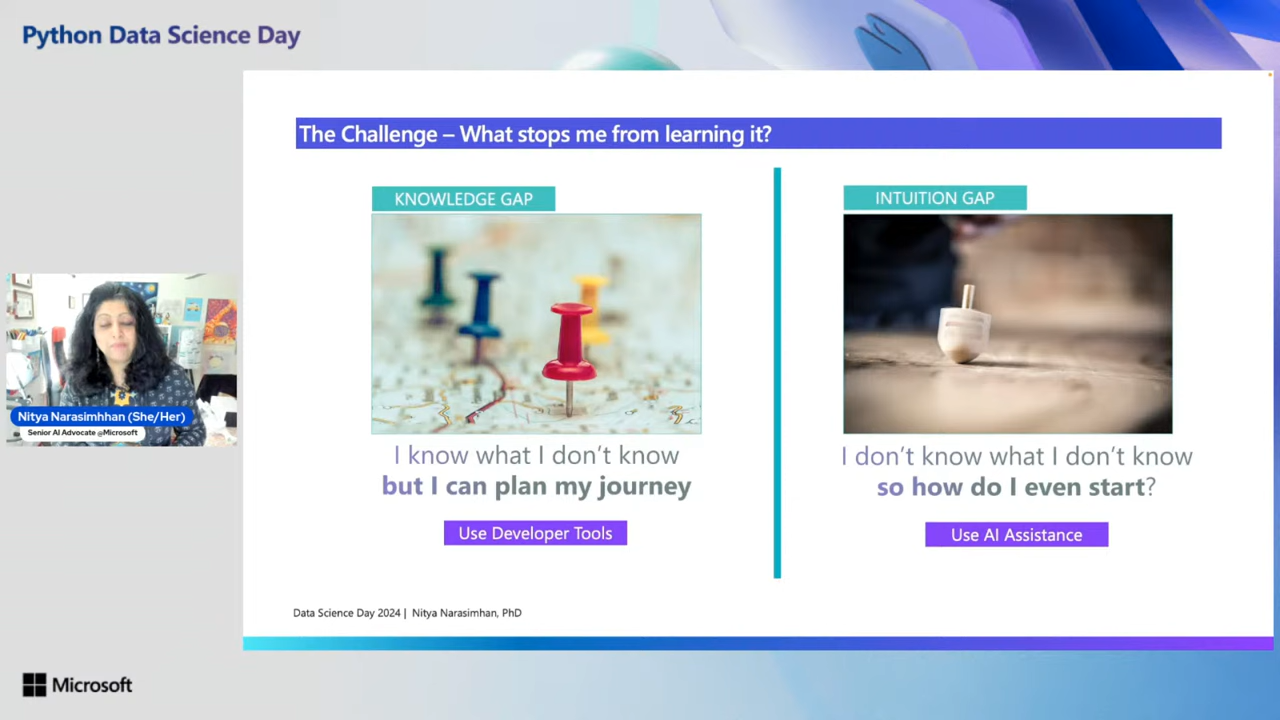 Python Data Science Day
The Challenge – What stops me from learning it?
KNOWLEDGE GAP
I know what I don't know
but I can plan my journey
Use Developer Tools
INTUITION GAP
I don't know what I don't know
so how do I even start?
Use AI Assistance
Nitya Narasimhhan (She/Her)
Senior AI Advocate @Microsoft
Data Science Day 2024 | Nitya Narasimhan, PhD
Microsoft